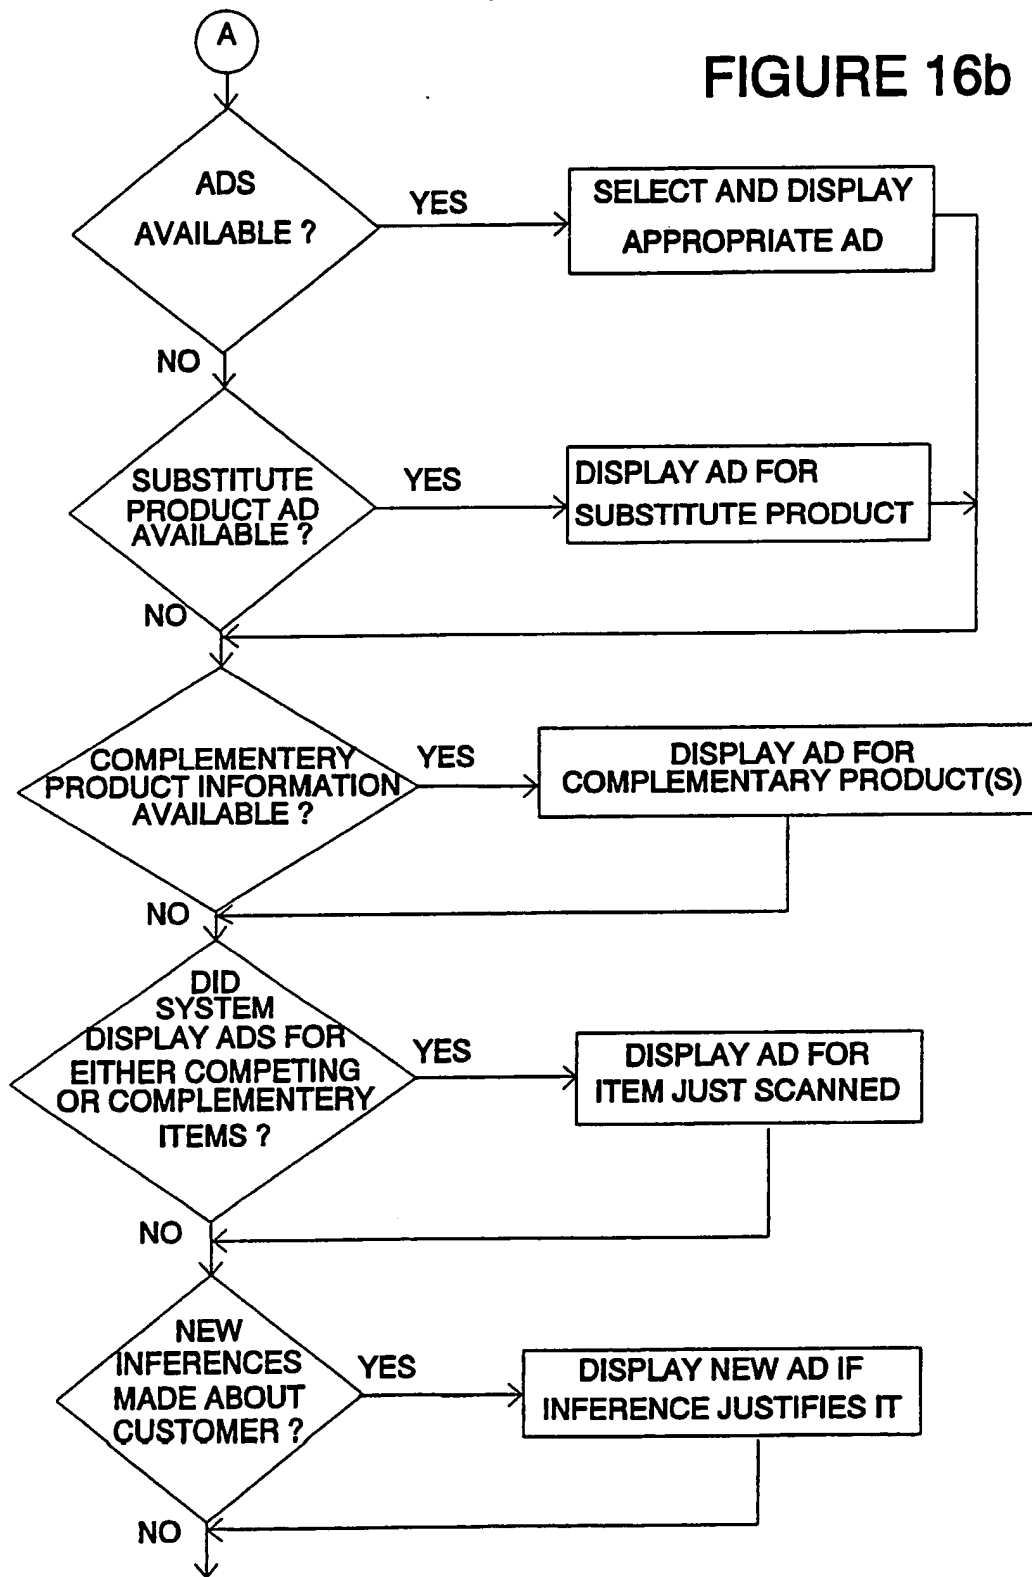 A
FIGURE 16b
ADS
AVAILABLE ?
YES
SELECT AND DISPLAY
APPROPRIATE AD
NO
SUBSTITUTE
PRODUCT AD
AVAILABLE ?
YES
DISPLAY AD FOR
SUBSTITUTE PRODUCT
NO
COMPLEMENTERY
PRODUCT INFORMATION
AVAILABLE ?
YES
DISPLAY AD FOR
COMPLEMENTARY PRODUCT(S)
NO
DID
SYSTEM
DISPLAY ADS FOR
EITHER COMPETING
OR COMPLEMENTERY
ITEMS ?
YES
DISPLAY AD FOR
ITEM JUST SCANNED
NO
NEW
INFERENCES
MADE ABOUT
CUSTOMER ?
YES
DISPLAY NEW AD IF
INFERENCE JUSTIFIES IT
NO